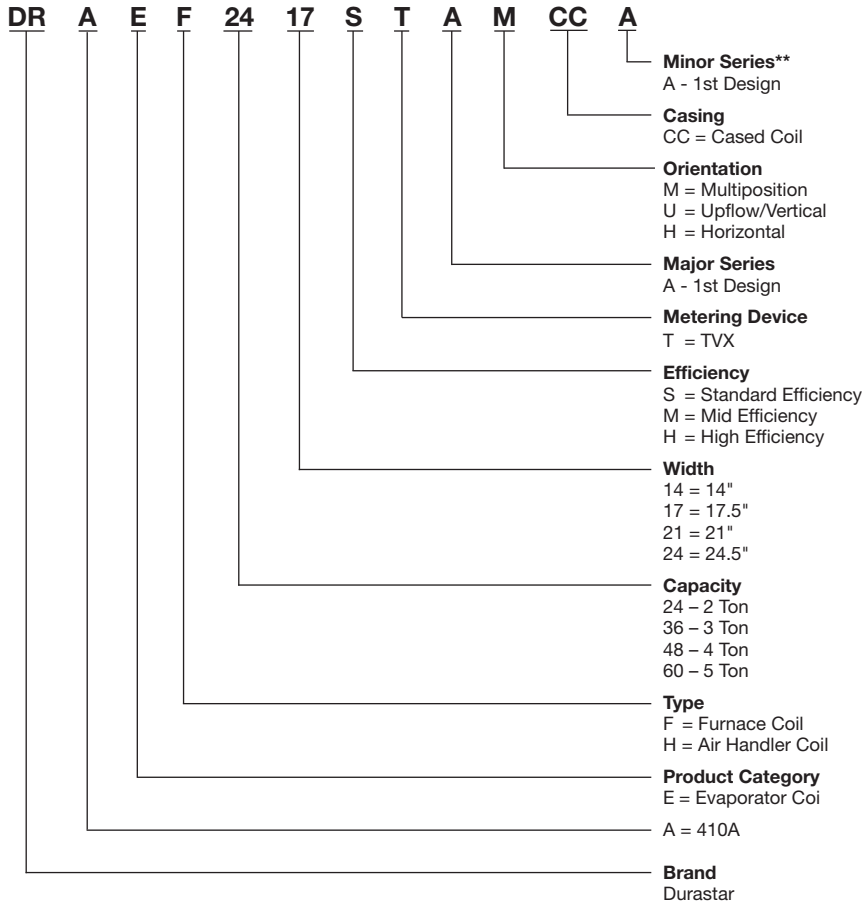 DR A E F 24 17 S T A M CC A
Minor Series**
A - 1st Design
Casing
CC = Cased Coil
Orientation
M = Multiposition
U = Upflow/Vertical
H = Horizontal
Major Series
A - 1st Design
Metering Device
T = TVX
Efficiency
S = Standard Efficiency
M = Mid Efficiency
H = High Efficiency
Width
14 = 14"
17 = 17.5"
21 = 21"
24 = 24.5"
Capacity
24 – 2 Ton
36 – 3 Ton
48 – 4 Ton
60 – 5 Ton
Type
F = Furnace Coil
H = Air Handler Coil
Product Category
E = Evaporator Coi
A = 410A
Brand
Durastar